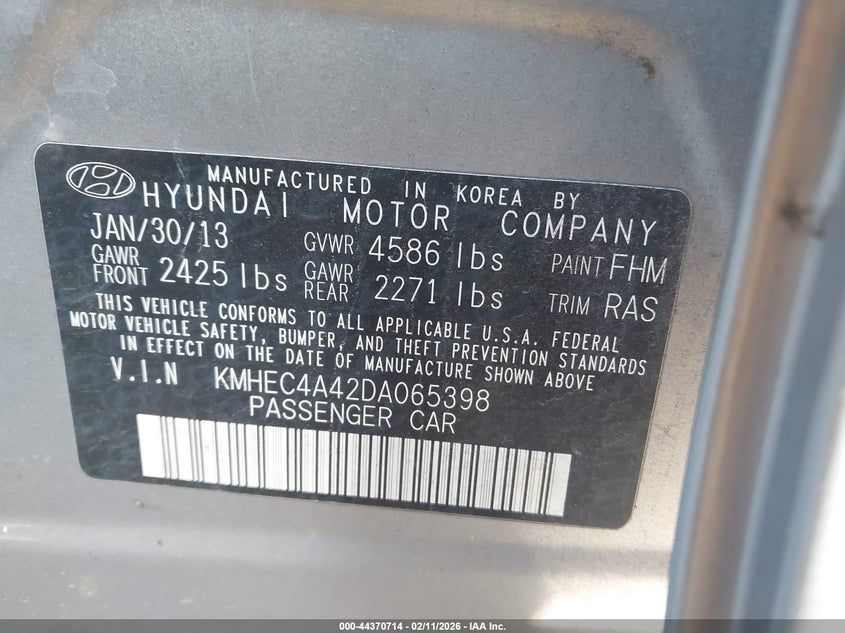 MANUFACTURED IN KOREA BY
HYUNDAI MOTOR COMPANY
JAN/30/13 GVWR 4586 lbs PAINT FHM
GAWR FRONT 2425 lbs GAWR REAR 2271 lbs TRIM RAS
THIS VEHICLE CONFORMS TO ALL APPLICABLE U.S.A. FEDERAL
MOTOR VEHICLE SAFETY, BUMPER, AND THEFT PREVENTION STANDARDS
IN EFFECT ON THE DATE OF MANUFACTURE SHOWN ABOVE
V.I.N KMHEC4A42DA065398
PASSENGER CAR
000-44370714 - 02/11/2026 - IAA Inc.